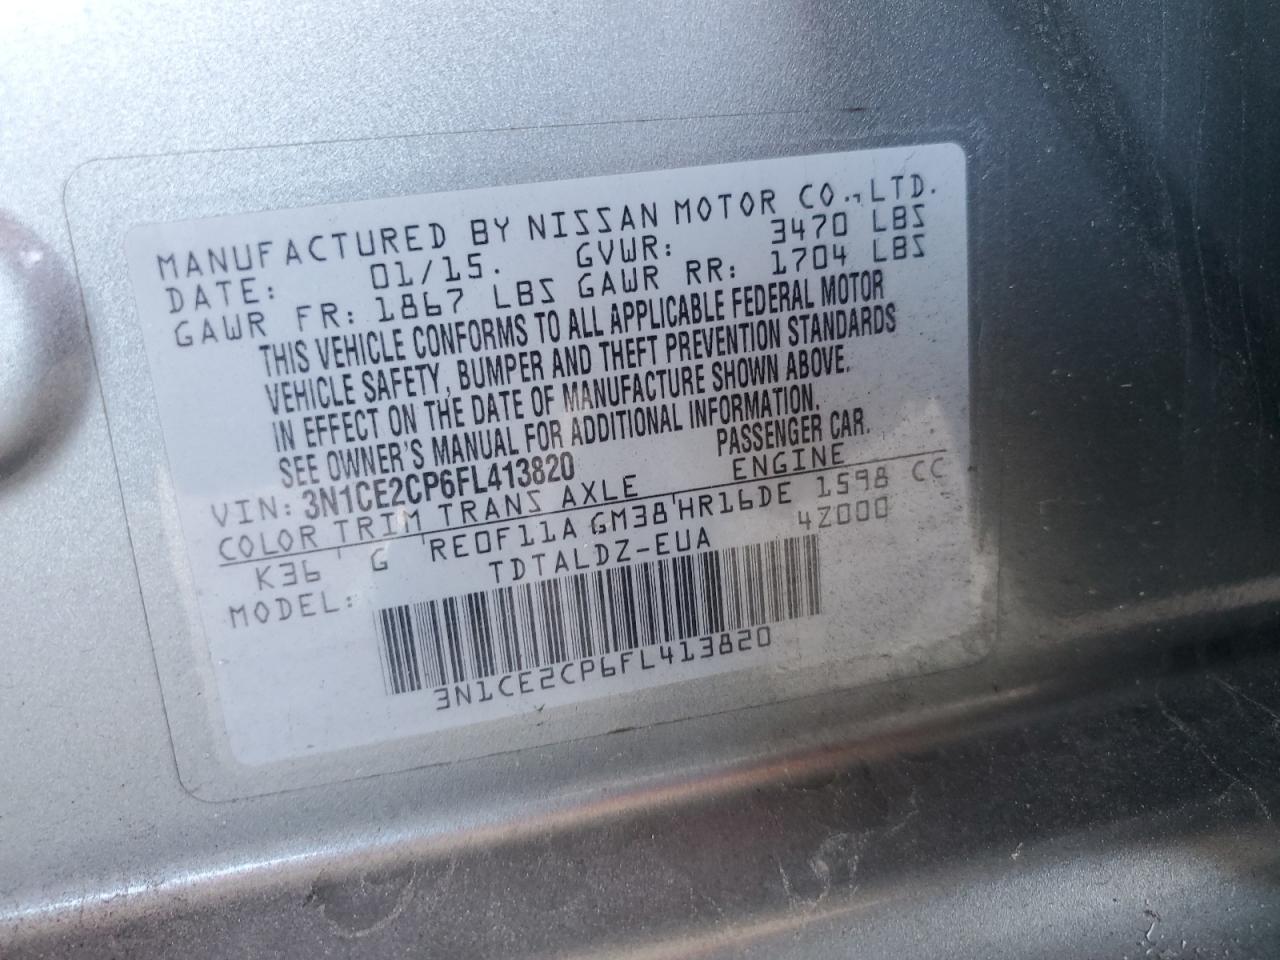 MANUFACTURED BY NISSAN MOTOR CO., LTD.
DATE: 01/15. GVWR: 3470 LBS
GAWR FR: 1867 LBS GAWR RR: 1704 LBS
THIS VEHICLE CONFORMS TO ALL APPLICABLE FEDERAL MOTOR
VEHICLE SAFETY, BUMPER AND THEFT PREVENTION STANDARDS
IN EFFECT ON THE DATE OF MANUFACTURE SHOWN ABOVE.
SEE OWNER'S MANUAL FOR ADDITIONAL INFORMATION.
VIN: 3N1CE2CP6FL413820 PASSENGER CAR.
COLOR TRIM TRANS AXLE ENGINE
K36 G RE0F11A GM38 HR16DE 1598 CC
MODEL: TDTALDZ-EUA 4Z000
3N1CE2CP6FL413820